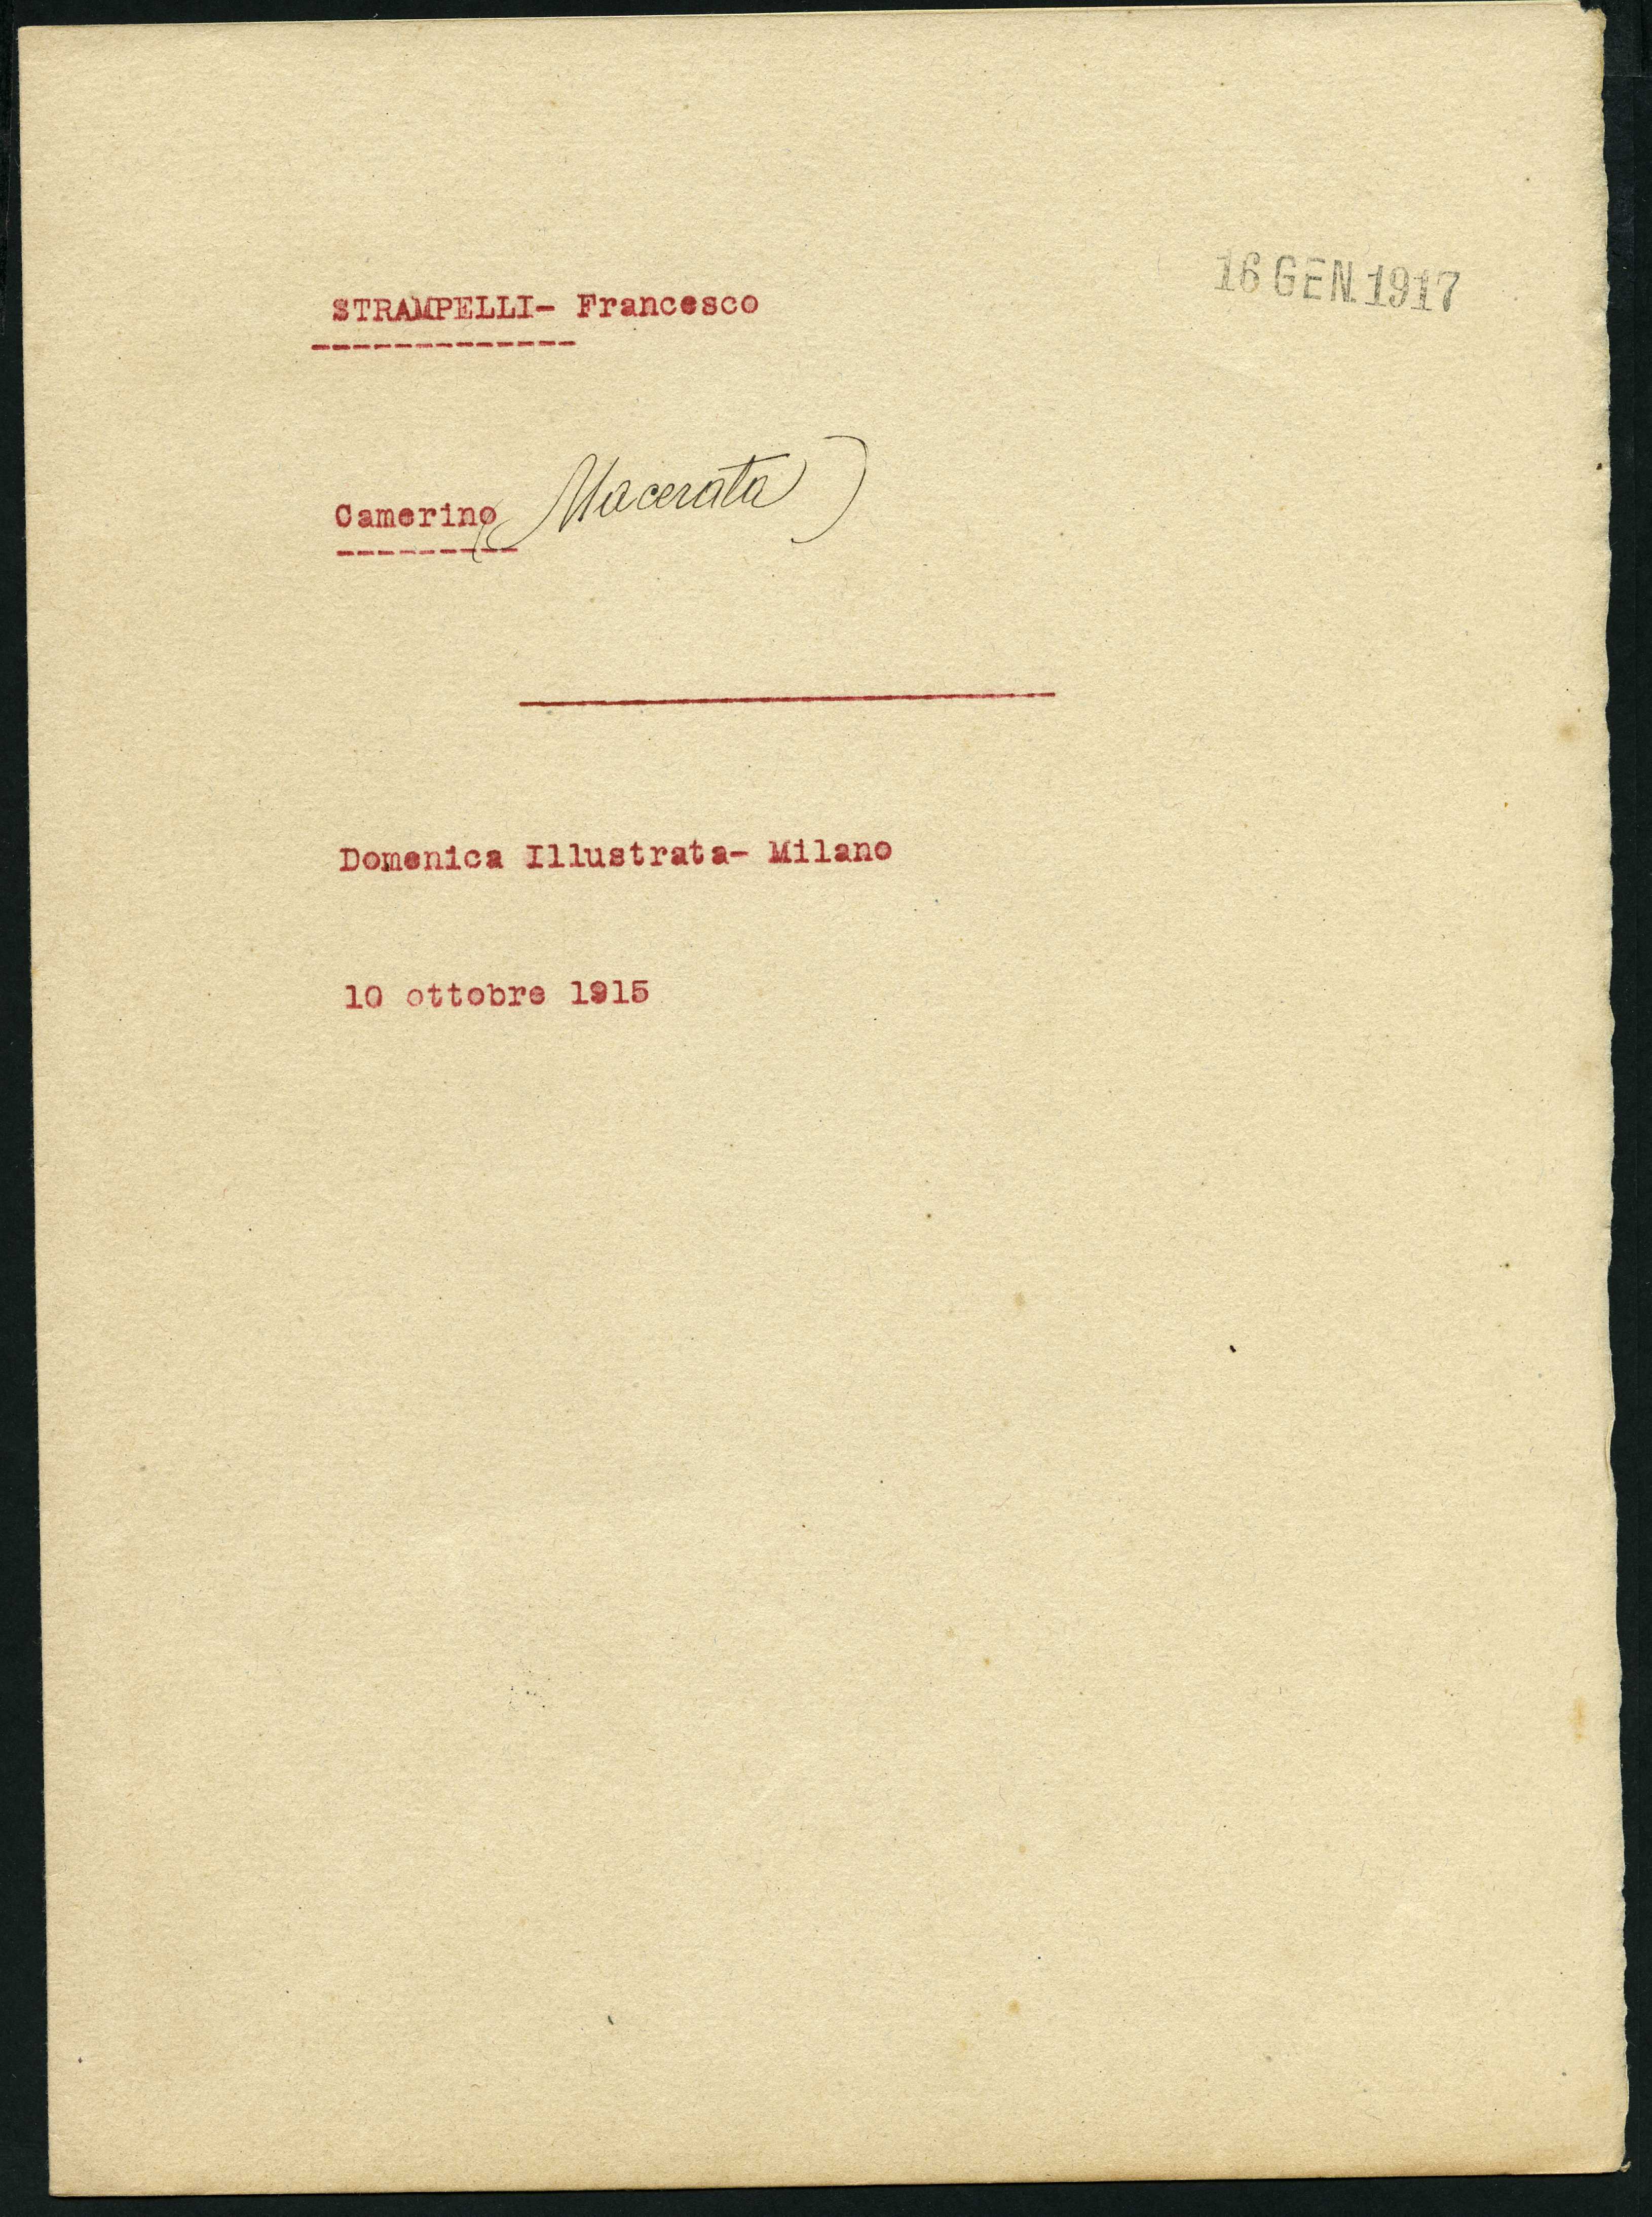 16 GEN. 1917
STRAMPELLI- Francesco
Camerino (Macerata)
Domenica Illustrata- Milano
10 ottobre 1915